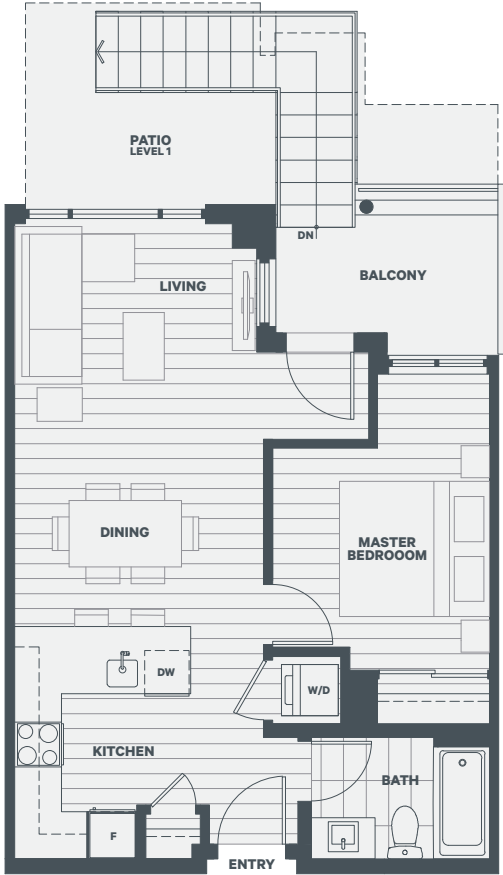 PATIO
LEVEL 1
DN
LIVING
BALCONY
DINING
MASTER
BEDROOOM
DW
W/D
KITCHEN
BATH
F
ENTRY